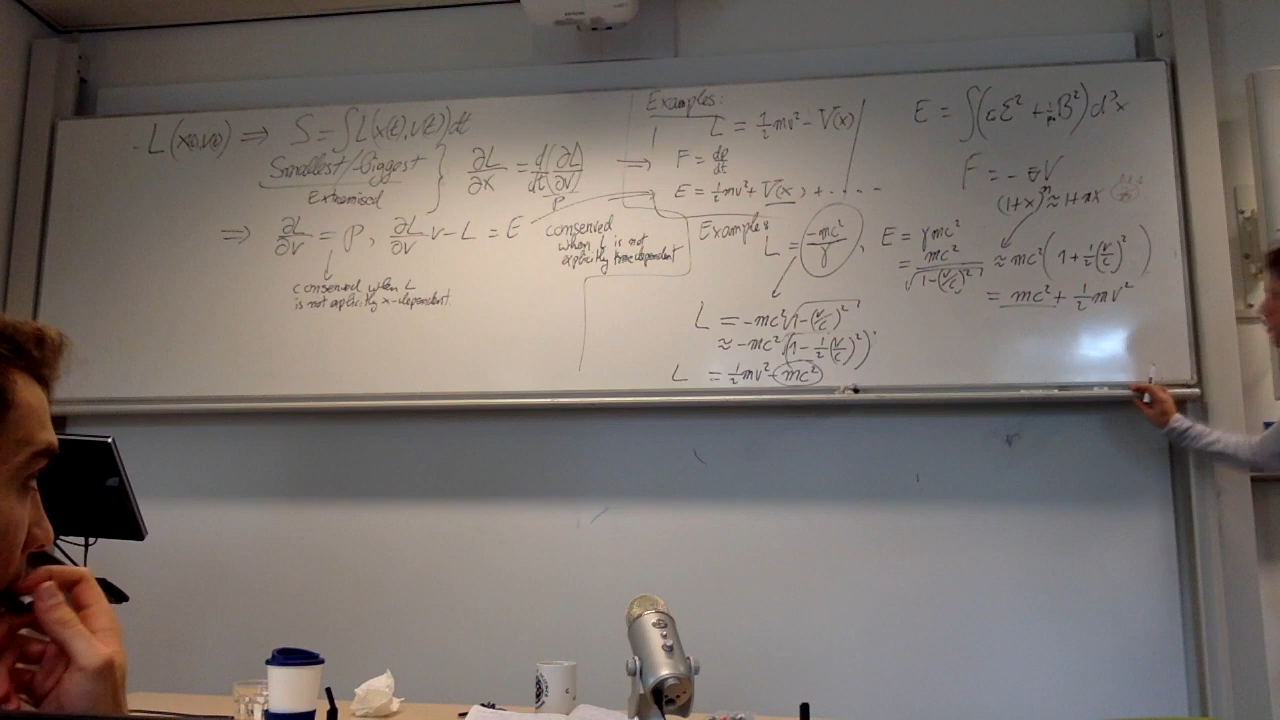 L(x(t),v(t)) ⇒ S = ∫L(x(t),v(t))dt
Smallest/Biggest
Extremised
∂L/∂x = d/dt(∂L/∂v)
P
⇒ ∂L/∂v = p, ∂L/∂v v - L = E
conserved when L
is not explicitly x-dependent.
conserved
when L is not
explicitly time dependent
Examples:
L = ½mv² - V(x)
⇒ F = dp/dt
E = ½mv² + V(x) + .....
Example:
L = -mc²/γ, E = γmc²
= mc²/√(1-(v/c)²) ≈ mc²(1+½(v/c)²)
= mc² + ½mv²
L = -mc²√(1-(v/c)²)
≈ -mc²(1-½(v/c)²)
L = ½mv² - mc²
E = ∫(εE² + 1/μ B²)d³x
(1+x)ⁿ ≈ 1+nx